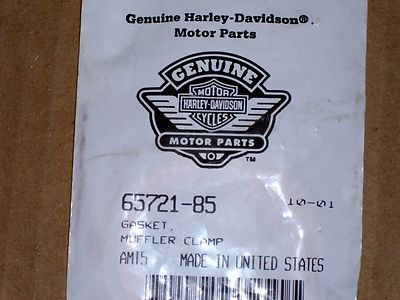 Genuine Harley-Davidson®
Motor Parts
GENUINE
MOTOR
HARLEY-DAVIDSON
CYCLES
MOTOR PARTS
TM
65721-85
10-01
GASKET,
MUFFLER CLAMP
AMT5 MADE IN UNITED STATES